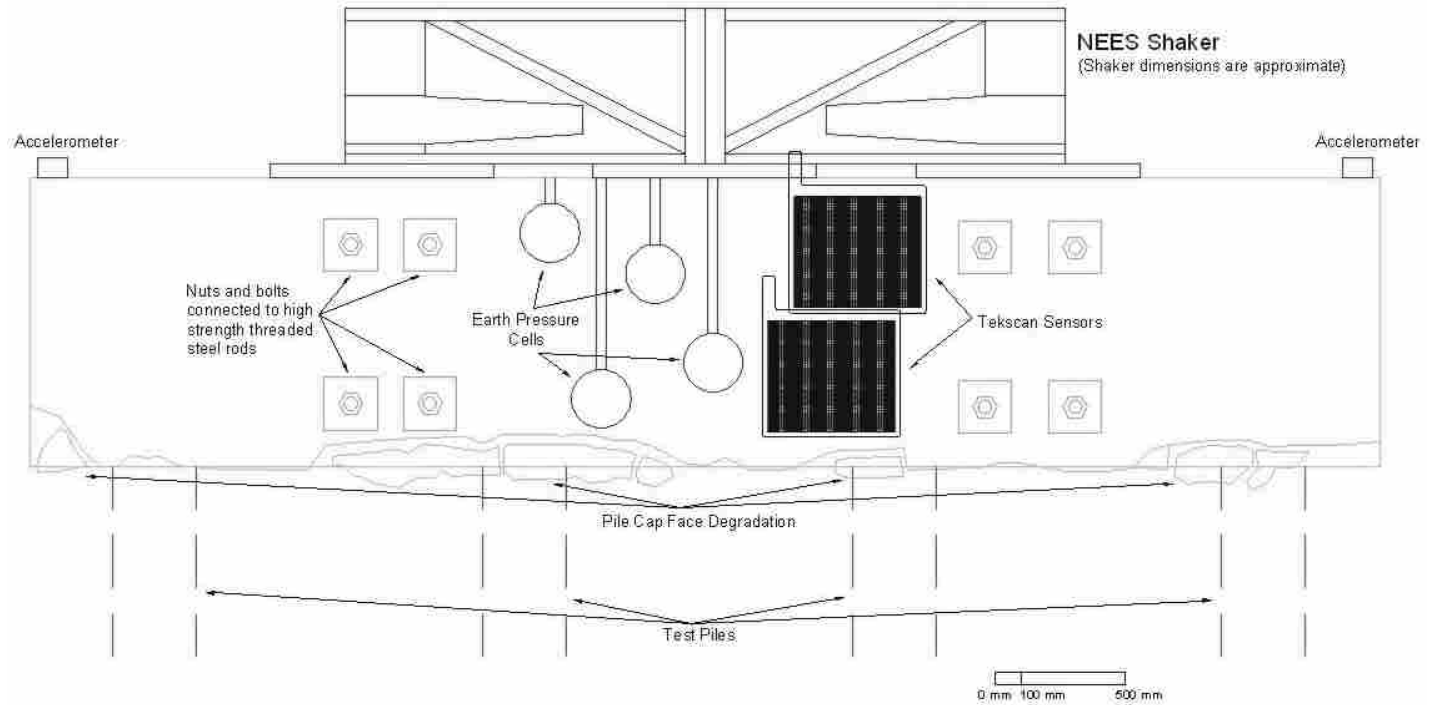 NEES Shaker
(Shaker dimensions are approximate)
Accelerometer
Accelerometer
Nuts and bolts
connected to high
strength threaded
steel rods
Earth Pressure
Cells
Tekscan Sensors
Pile Cap Face Degradation
Test Piles
0 mm 100 mm 500 mm